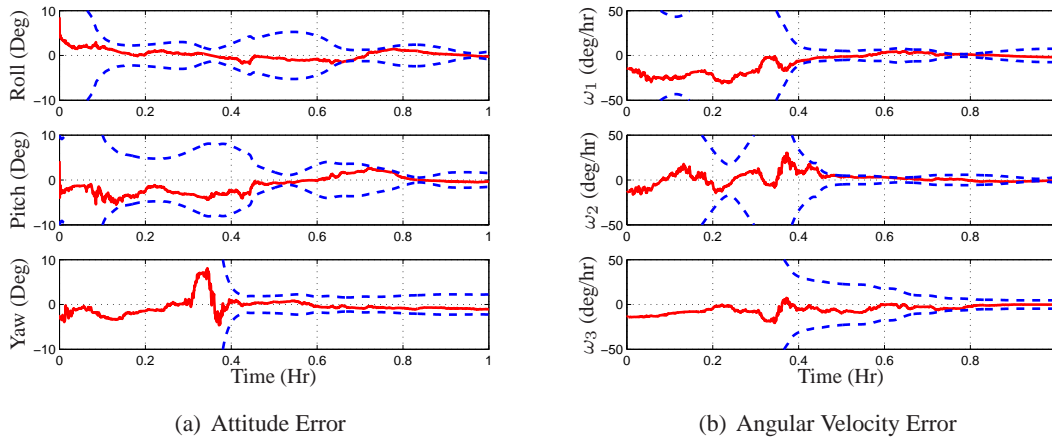 10
0
−10
Roll (Deg)
0 0.2 0.4 0.6 0.8 1
10
0
−10
Pitch (Deg)
0 0.2 0.4 0.6 0.8 1
10
0
−10
Yaw (Deg)
0 0.2 0.4 0.6 0.8 1
Time (Hr)
(a) Attitude Error
50
0
−50
ω1 (deg/hr)
0 0.2 0.4 0.6 0.8
50
0
−50
ω2 (deg/hr)
0 0.2 0.4 0.6 0.8
50
0
−50
ω3 (deg/hr)
0 0.2 0.4 0.6 0.8
Time (Hr)
(b) Angular Velocity Error